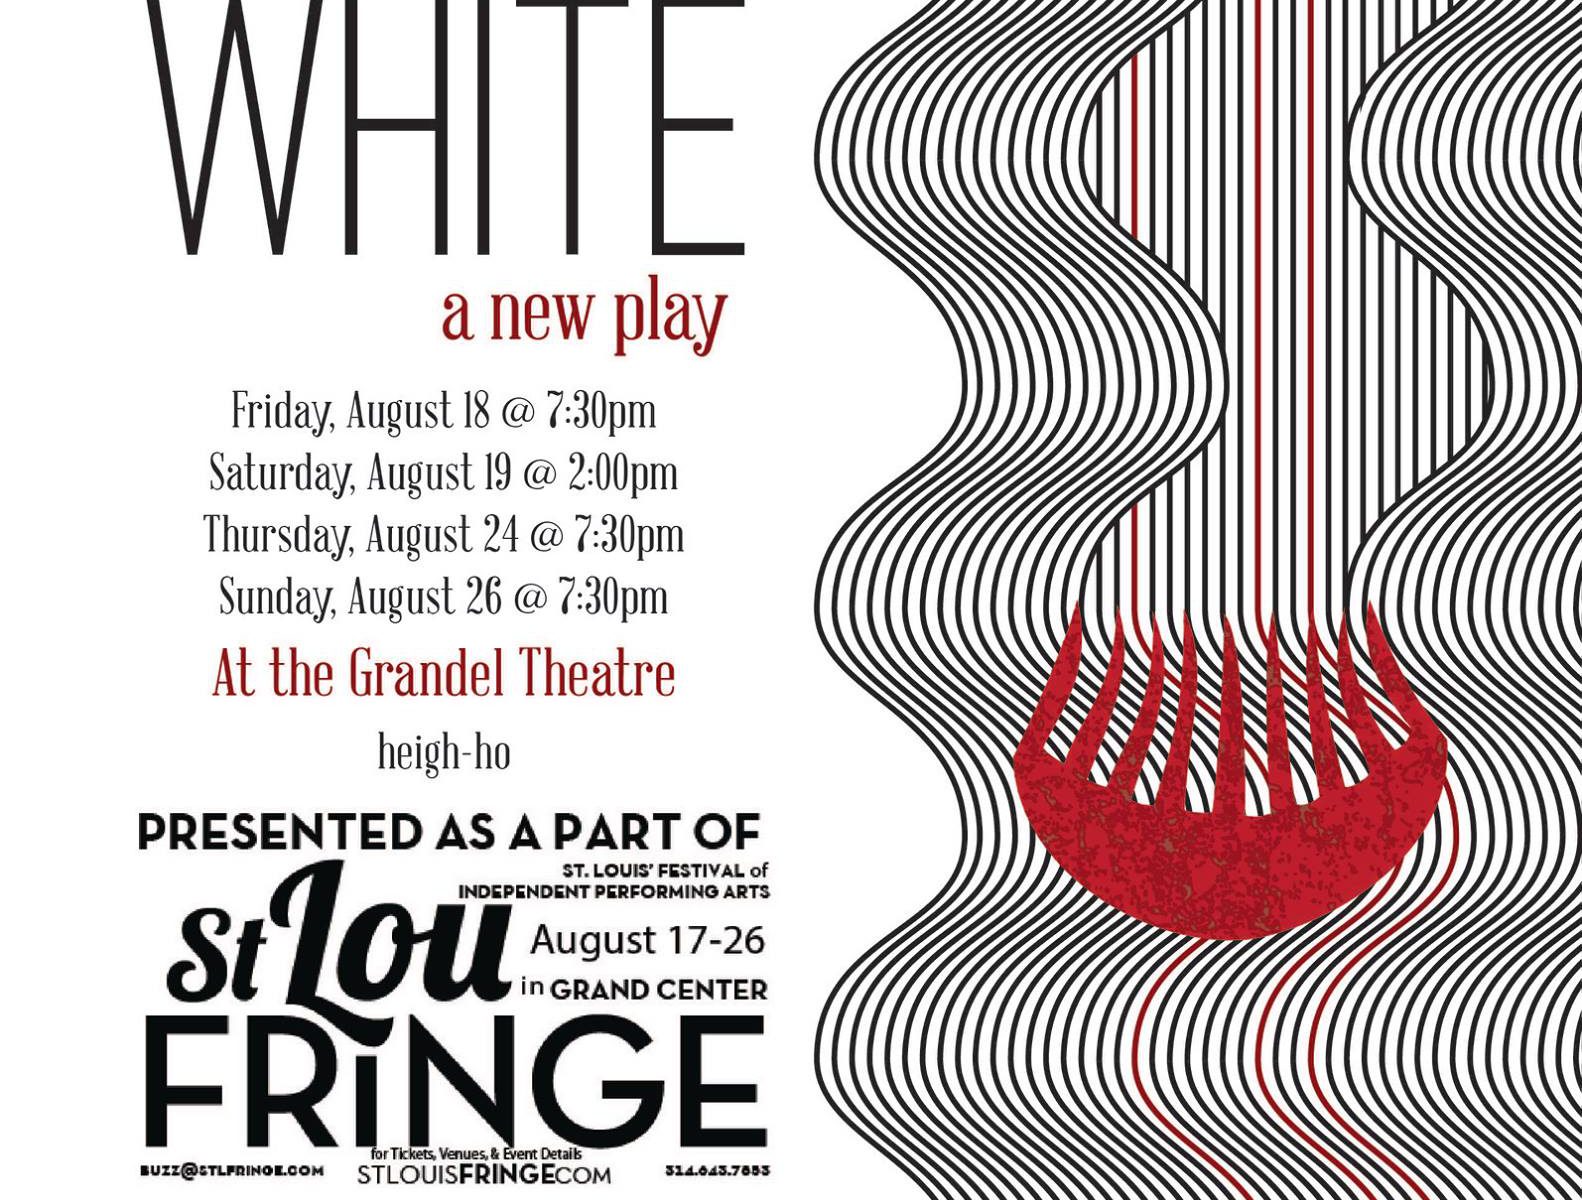 WHITE
a new play
Friday, August 18 @ 7:30pm
Saturday, August 19 @ 2:00pm
Thursday, August 24 @ 7:30pm
Sunday, August 26 @ 7:30pm
At the Grandel Theatre
heigh-ho
PRESENTED AS A PART OF
ST. LOUIS' FESTIVAL of
INDEPENDENT PERFORMING ARTS
St Lou
August 17-26
in GRAND CENTER
FRiNGE
for Tickets, Venues, & Event Details
BUZZ@STLFRINGE.COM STLOUISFRINGE.COM 314.643.7853